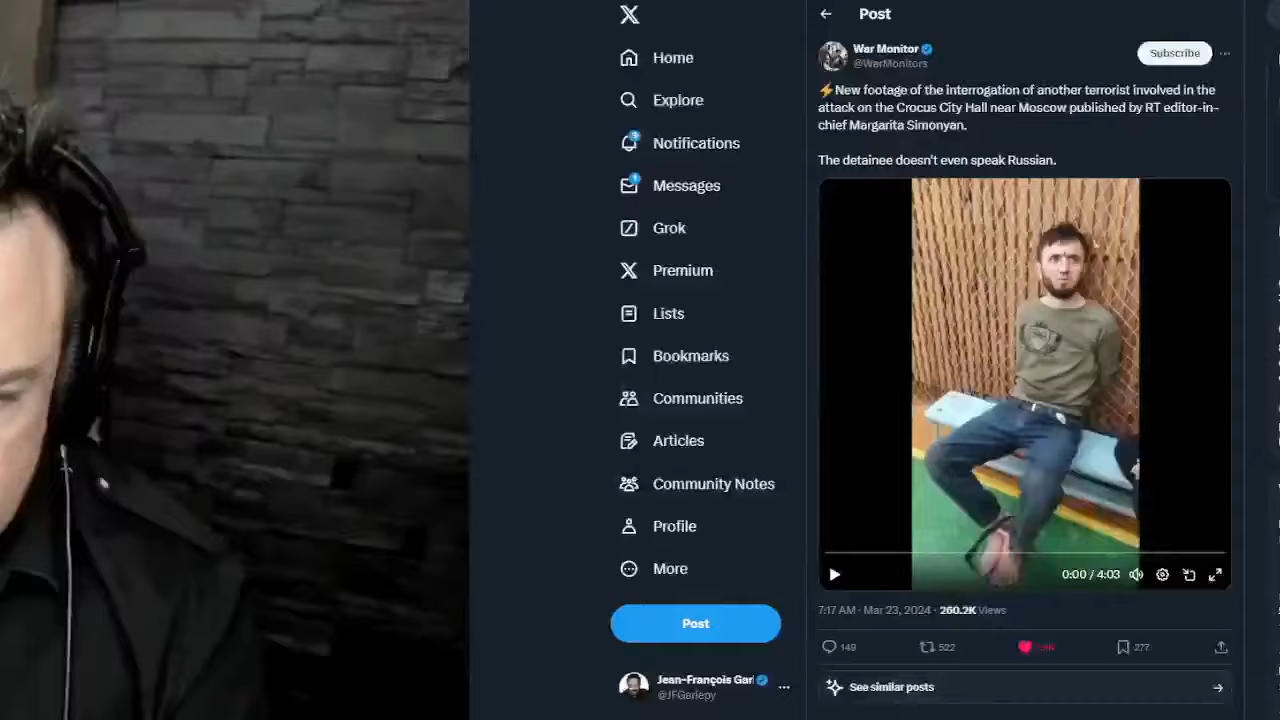 Home
Explore
Notifications
Messages
Grok
Premium
Lists
Bookmarks
Communities
Articles
Community Notes
Profile
More
Post
@JFGariepy
Post
War Monitor
@WarMonitors
Subscribe
⚡New footage of the interrogation of another terrorist involved in the
attack on the Crocus City Hall near Moscow published by RT editor-in-
chief Margarita Simonyan.
The detainee doesn't even speak Russian.
0:00 / 4:03
7:17 AM · Mar 23, 2024 · 260.2K Views
149
522
277
See similar posts